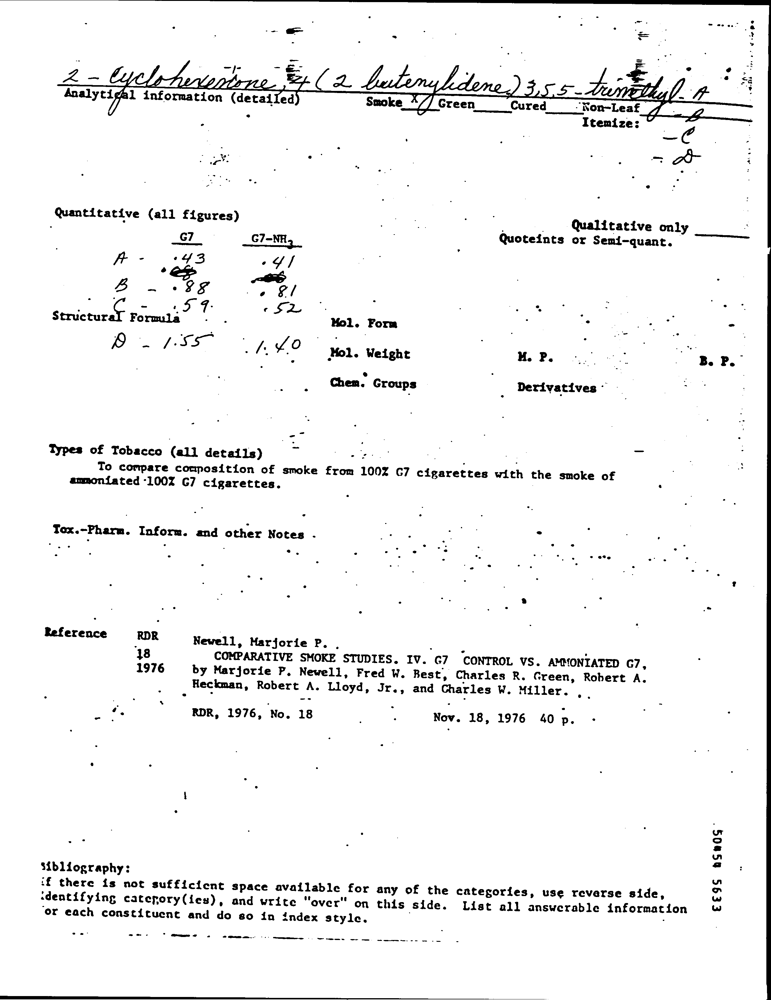 2 - Cyclohexenone, 4 (2 butenylidene) 3,5,5-trimethyl- A
Analytical information (detailed) Smoke X Green Cured Non-Leaf
Itemize: - B
- C
- D
Quantitative (all figures)
Qualitative only
Quoteints or Semi-quant.
G7 G7-NH3
A - .43 .41
B - .88 .81
C - .59 .52
Structural Formula
Mol. Form
D - 1.55 1.40
Mol. Weight M. P. B. P.
Chem. Groups Derivatives
Types of Tobacco (all details)
To compare composition of smoke from 100% G7 cigarettes with the smoke of
ammoniated 100% G7 cigarettes.
Tox.-Pharm. Inform. and other Notes
Reference RDR Newell, Marjorie P.
18 COMPARATIVE SMOKE STUDIES. IV. G7 CONTROL VS. AMMONIATED G7,
1976 by Marjorie P. Newell, Fred W. Best, Charles R. Green, Robert A.
Heckman, Robert A. Lloyd, Jr., and Charles W. Miller.
RDR, 1976, No. 18 Nov. 18, 1976 40 p.
50854 5633
Bibliography:
If there is not sufficient space available for any of the categories, use reverse side,
identifying category(ies), and write "over" on this side. List all answerable information
for each constituent and do so in index style.